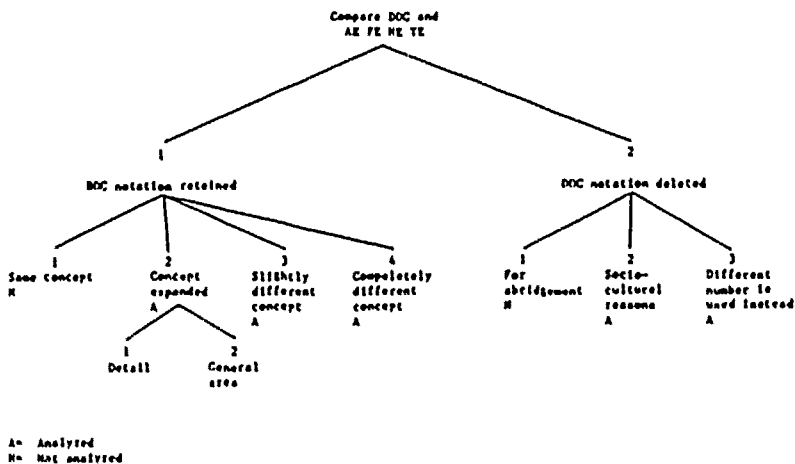 Compare DDC and
AE FE HE TE
1
2
DDC notation retained
DDC notation deleted
1
2
3
4
1
2
3
Same concept
N
Concept
expanded
A
Slightly
different
concept
A
Completely
different
concept
A
For
abridgement
N
Socio-
cultural
reasons
A
Different
number is
used instead
A
1
2
Detail
General
area
A= Analyzed
N= Not analyzed